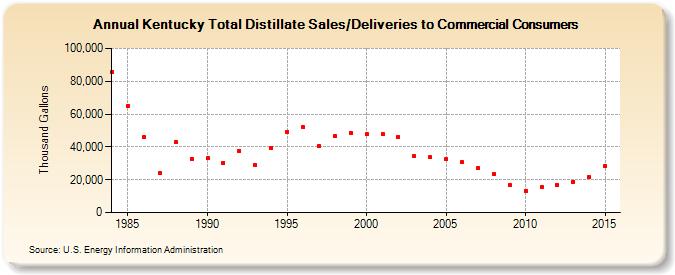 Annual Kentucky Total Distillate Sales/Deliveries to Commercial Consumers
Thousand Gallons
100,000
80,000
60,000
40,000
20,000
0
1985 1990 1995 2000 2005 2010 2015
Source: U.S. Energy Information Administration